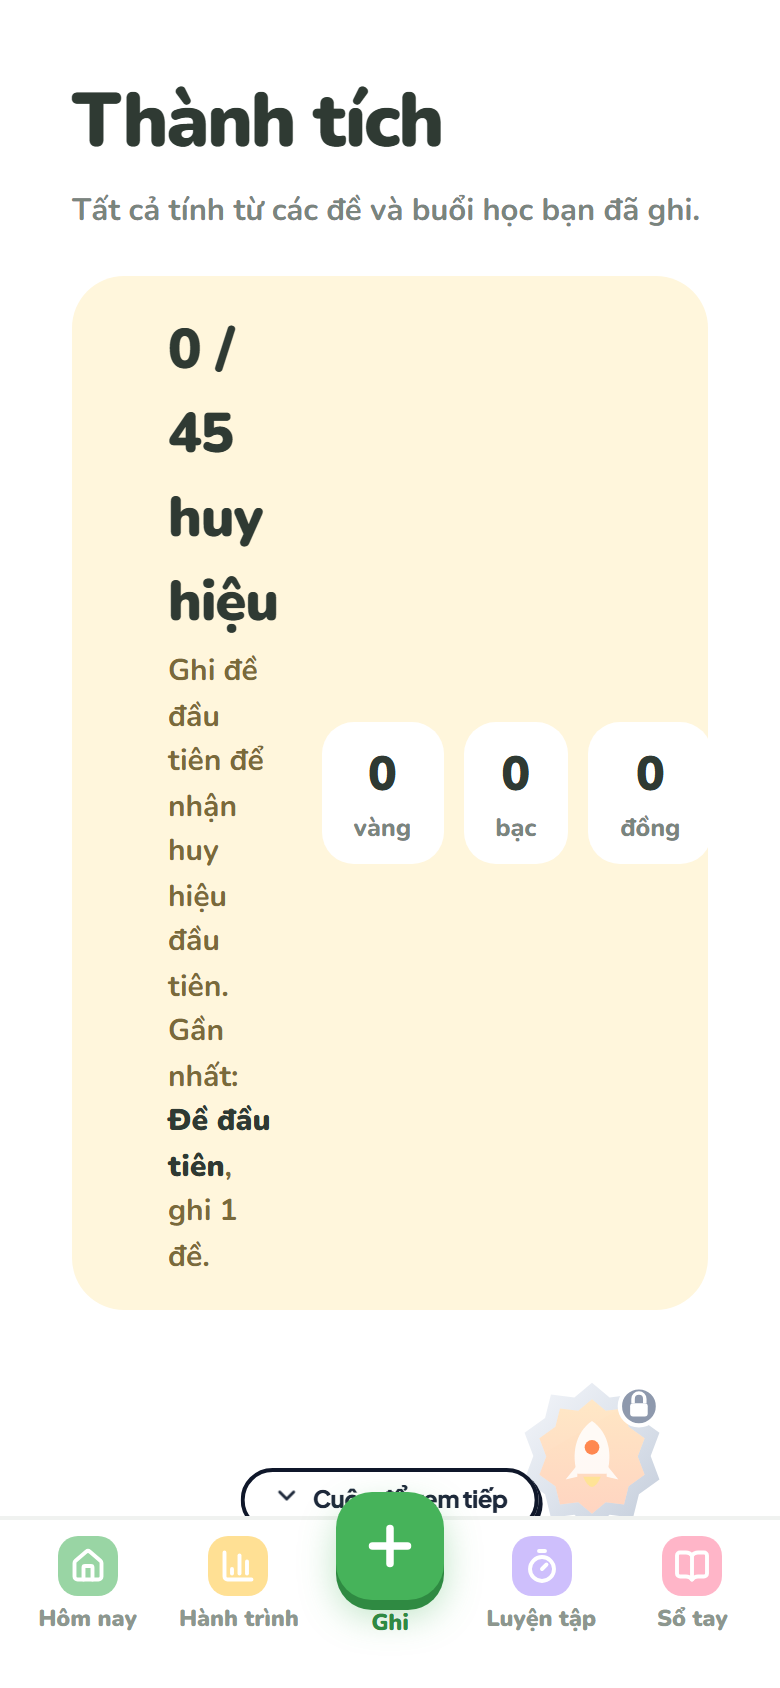 Thành tích
Tất cả tính từ các đề và buổi học bạn đã ghi.
0 /
45
huy
hiệu
Ghi đề
đầu
tiên để
nhận
huy
hiệu
đầu
tiên.
Gần
nhất:
Đề đầu
tiên,
ghi 1
đề.
0
vàng
0
bạc
0
đồng
tiếp
Hôm nay
Hành trình
Ghi
Luyện tập
Sổ tay